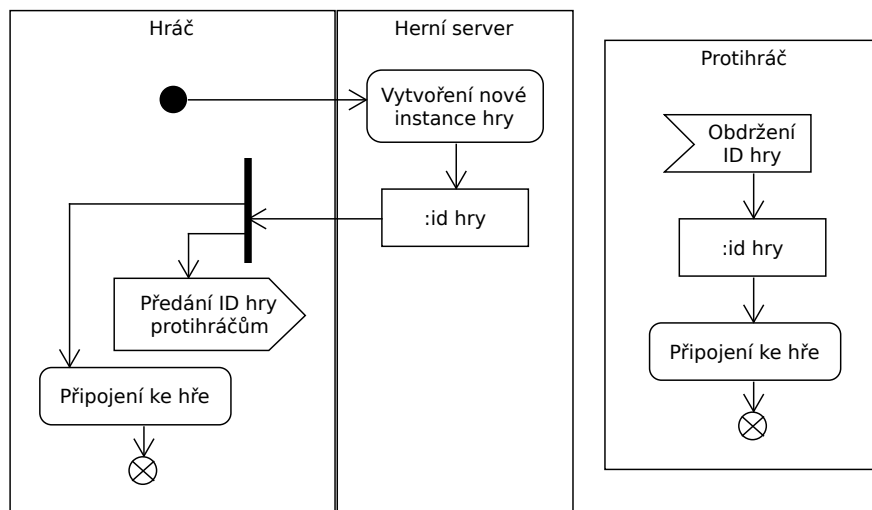 Hráč
Herní server
Vytvoření nové
instance hry
:id hry
Předání ID hry
protihráčům
Připojení ke hře
Protihráč
Obdržení
ID hry
:id hry
Připojení ke hře